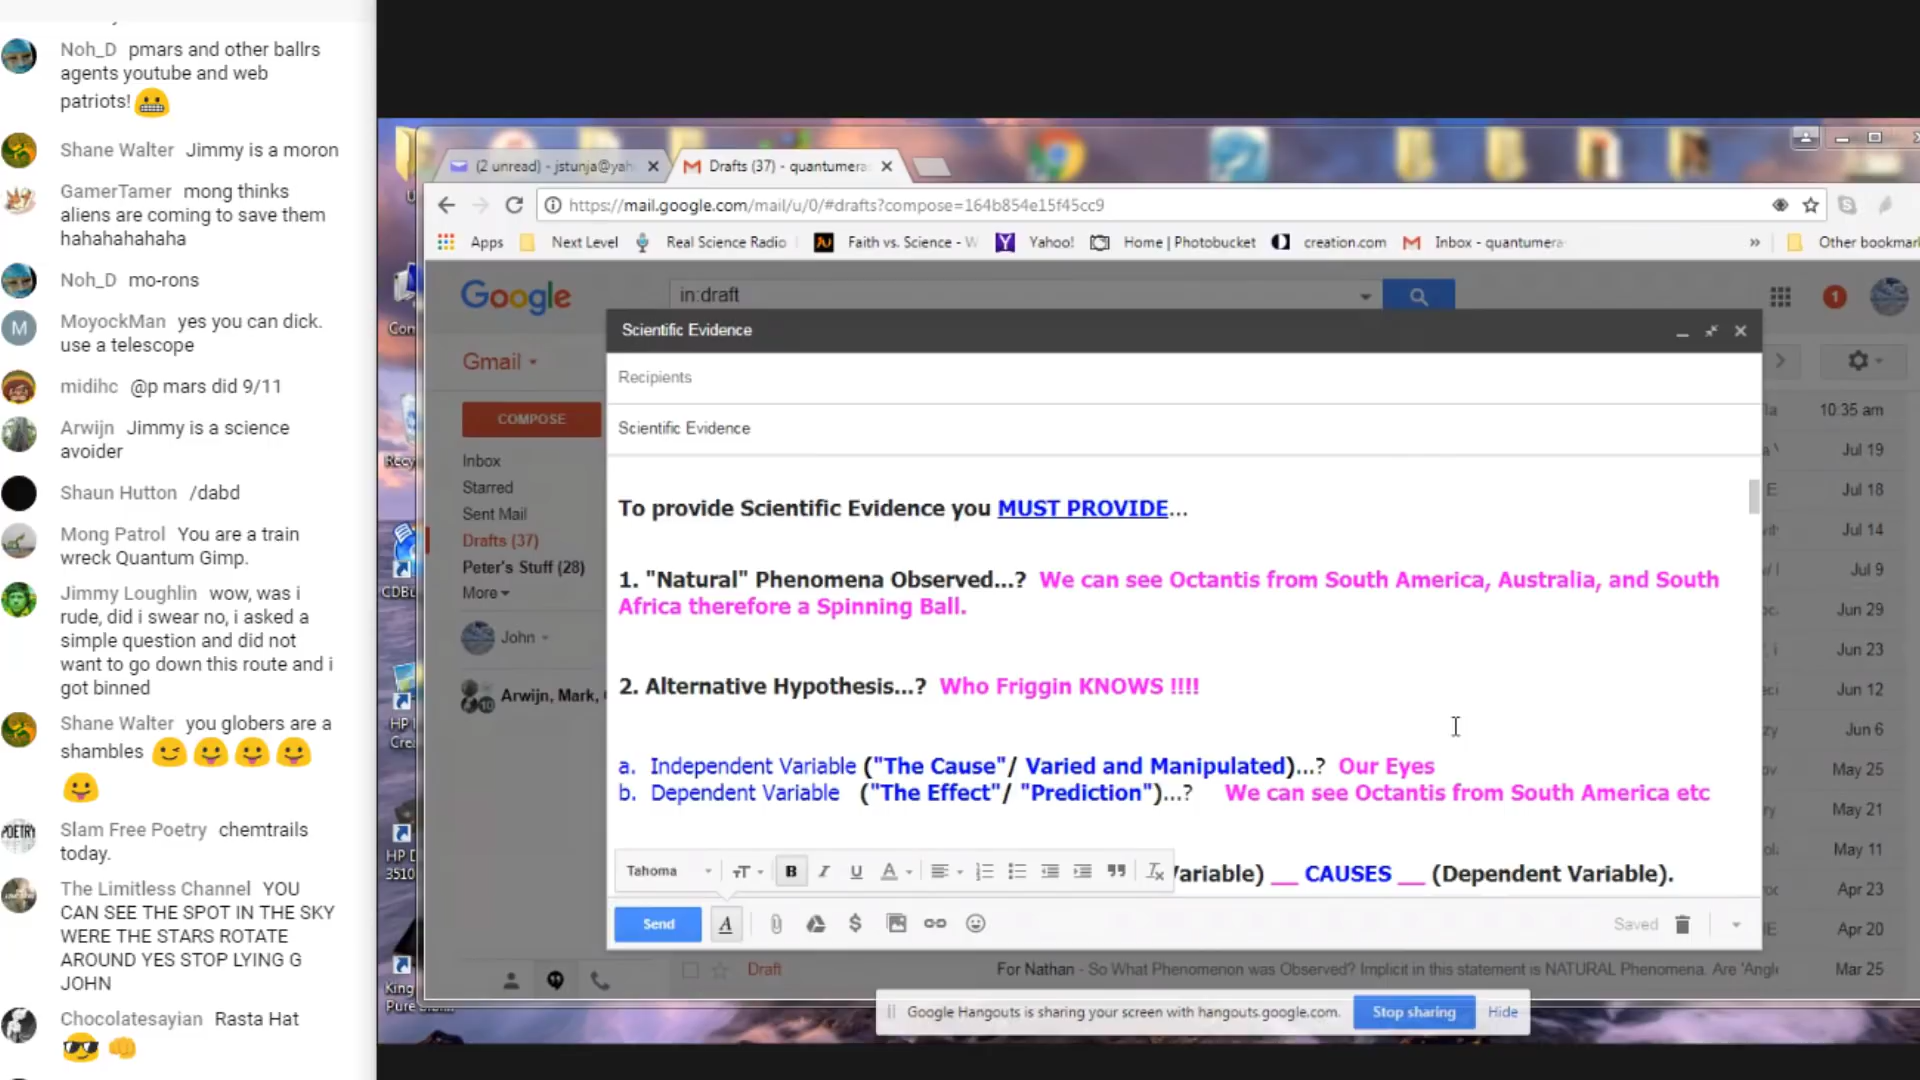 Noh_D pmars and other ballrs
agents youtube and web
patriots!
Shane Walter Jimmy is a moron
GamerTamer mong thinks
aliens are coming to save them
hahahahahaha
Noh_D mo-rons
M
MoyockMan yes you can dick.
use a telescope
midihc @p mars did 9/11
Arwijn Jimmy is a science
avoider
Shaun Hutton /dabd
Mong Patrol You are a train
wreck Quantum Gimp.
Jimmy Loughlin wow, was i
rude, did i swear no, i asked a
simple question and did not
want to go down this route and i
got binned
Shane Walter you globers are a
shambles
POETRY
Slam Free Poetry chemtrails
today.
The Limitless Channel YOU
CAN SEE THE SPOT IN THE SKY
WERE THE STARS ROTATE
AROUND YES STOP LYING G
JOHN
Chocolatesayian Rasta Hat
(2 unread) - jstunja@yah
Drafts (37) - quantumera
https://mail.google.com/mail/u/0/#drafts?compose=164b854e15f45cc9
Apps Next Level Real Science Radio Faith vs. Science - W Yahoo! Home | Photobucket creation.com Inbox - quantumera » Other bookmar
Google
in:draft
1
Gmail
COMPOSE
Inbox
Starred
Sent Mail
Drafts (37)
Peter's Stuff (28)
More
John
Arwijn, Mark,
Scientific Evidence
Recipients
Scientific Evidence
To provide Scientific Evidence you MUST PROVIDE...
1. "Natural" Phenomena Observed...? We can see Octantis from South America, Australia, and South
Africa therefore a Spinning Ball.
2. Alternative Hypothesis...? Who Friggin KNOWS !!!!
a. Independent Variable ("The Cause"/ Varied and Manipulated)...? Our Eyes
b. Dependent Variable ("The Effect"/ "Prediction")...? We can see Octantis from South America etc
Variable) __ CAUSES __ (Dependent Variable).
Tahoma
Send
Saved
10:35 am
Jul 19
Jul 18
Jul 14
Jul 9
Jun 29
Jun 23
Jun 12
Jun 6
May 25
May 21
May 11
Apr 23
Apr 20
Mar 25
Draft
For Nathan - So What Phenomenon was Observed? Implicit in this statement is NATURAL Phenomena. Are 'Angl
Google Hangouts is sharing your screen with hangouts.google.com.
Stop sharing
Hide
Con
Recy
CDBu
HP
Cre
HP D
3510
King
Pure